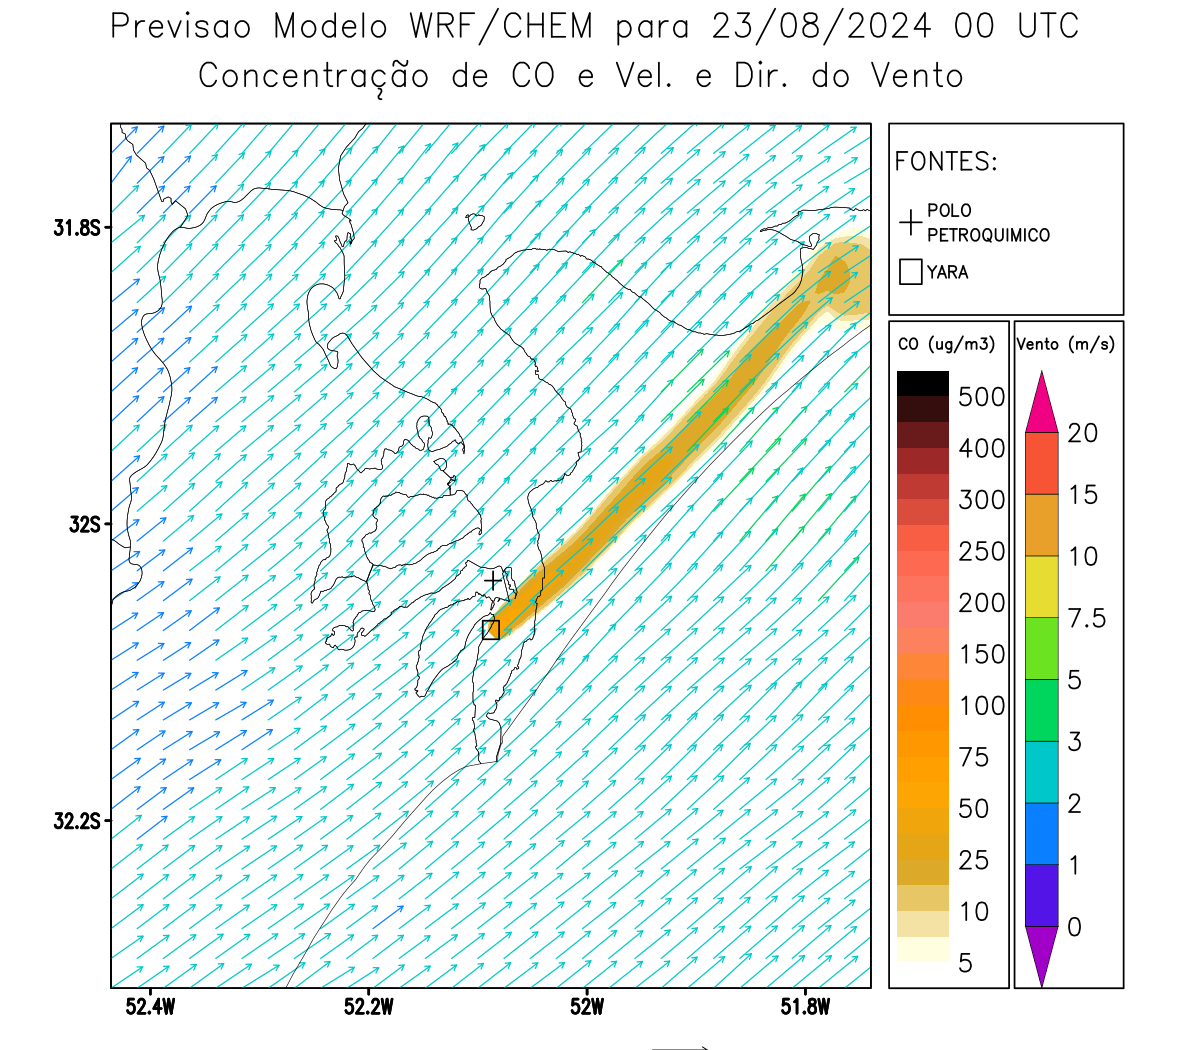 Previsao Modelo WRF/CHEM para 23/08/2024 00 UTC
Concentração de CO e Vel. e Dir. do Vento
FONTES:
POLO
PETROQUIMICO
YARA
CO (ug/m3)
500
400
300
250
200
150
100
75
50
25
10
5
Vento (m/s)
20
15
10
7.5
5
3
2
1
0
31.8S
32S
32.2S
52.4W
52.2W
52W
51.8W